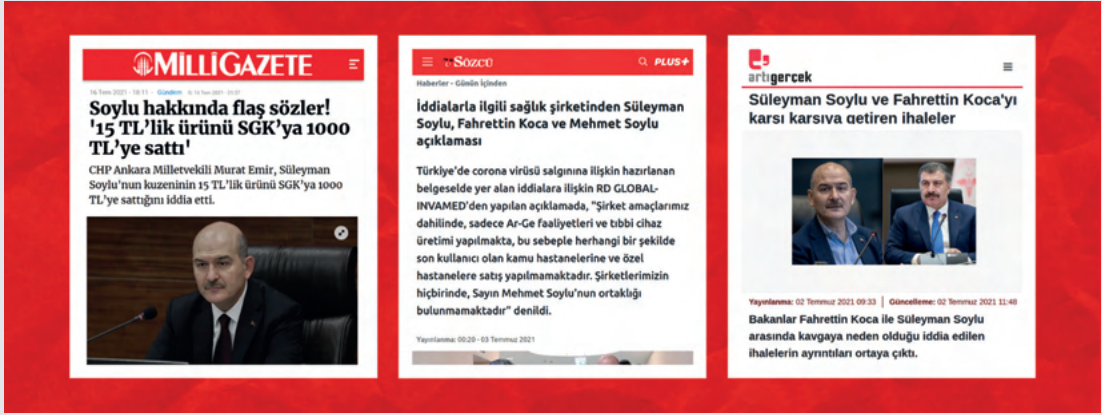 MİLLİGAZETE
16 Tem 2021 - 18:11 - Gündem
Soylu hakkında flaş sözler!
'15 TL'lik ürünü SGK'ya 1000
TL'ye sattı'
CHP Ankara Milletvekili Murat Emir, Süleyman
Soylu'nun kuzeninin 15 TL'lik ürünü SGK'ya 1000
TL'ye sattığını iddia etti.
SÖZCÜ PLUS+
Haberler - Günün İçinden
İddialarla ilgili sağlık şirketinden Süleyman
Soylu, Fahrettin Koca ve Mehmet Soylu
açıklaması
Türkiye'de corona virüsü salgınına ilişkin hazırlanan
belgeselde yer alan iddialara ilişkin RD GLOBAL-
INVAMED'den yapılan açıklamada, "Şirket amaçlarımız
dahilinde, sadece Ar-Ge faaliyetleri ve tıbbi cihaz
üretimi yapılmakta, bu sebeple herhangi bir şekilde
son kullanıcı olan kamu hastanelerine ve özel
hastanelere satış yapılmamaktadır. Şirketlerimizin
hiçbirinde, Sayın Mehmet Soylu'nun ortaklığı
bulunmamaktadır" denildi.
Yayınlanma: 00:20 - 03 Temmuz 2021
artıgerçek
Süleyman Soylu ve Fahrettin Koca'yı
karşı karşıya getiren ihaleler
Yayınlanma: 02 Temmuz 2021 09:33 | Güncelleme: 02 Temmuz 2021 11:48
Bakanlar Fahrettin Koca ile Süleyman Soylu
arasında kavgaya neden olduğu iddia edilen
ihalelerin ayrıntıları ortaya çıktı.